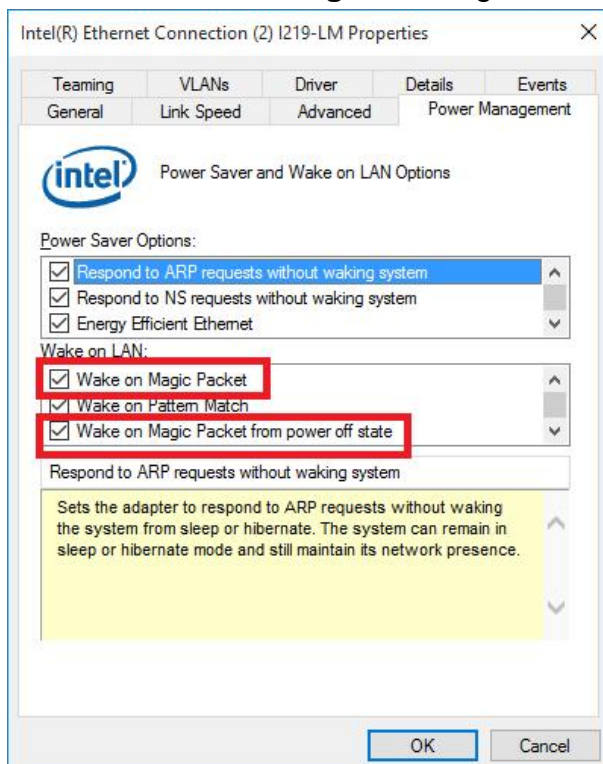 Intel(R) Ethernet Connection (2) I219-LM Properties
Teaming VLANs Driver Details Events
General Link Speed Advanced Power Management
intel Power Saver and Wake on LAN Options
Power Saver Options:
Respond to ARP requests without waking system
Respond to NS requests without waking system
Energy Efficient Ethernet
Wake on LAN:
Wake on Magic Packet
Wake on Pattern Match
Wake on Magic Packet from power off state
Respond to ARP requests without waking system
Sets the adapter to respond to ARP requests without waking
the system from sleep or hibernate. The system can remain in
sleep or hibernate mode and still maintain its network presence.
OK Cancel